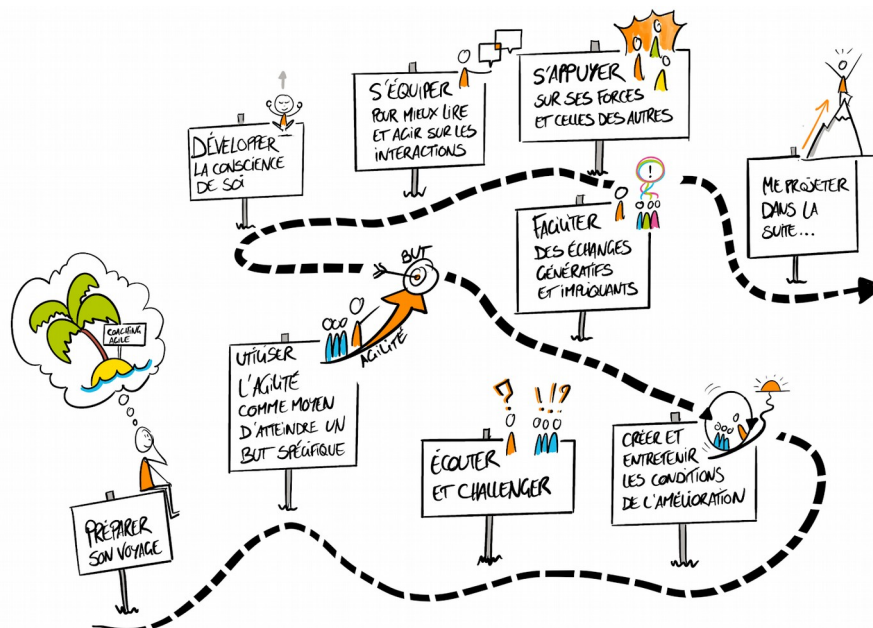 PRÉPARER
SON VOYAGE
COACHING
AGILE
UTILISER
L'AGILITÉ
COMME MOYEN
D'ATTEINDRE UN
BUT SPÉCIFIQUE
AGILITÉ
BUT
ÉCOUTER
ET CHALLENGER
? !!?
CRÉER ET
ENTRETENIR
LES CONDITIONS
DE L'AMÉLIORATION
DÉVELOPPER
LA CONSCIENCE
DE SOI
S'ÉQUIPER
POUR MIEUX LIRE
ET AGIR SUR LES
INTERACTIONS
S'APPUYER
SUR SES FORCES
ET CELLES DES AUTRES
!
FACILITER
DES ÉCHANGES
GÉNÉRATIFS
ET IMPLIQUANTS
ME PROJETER
DANS LA
SUITE...